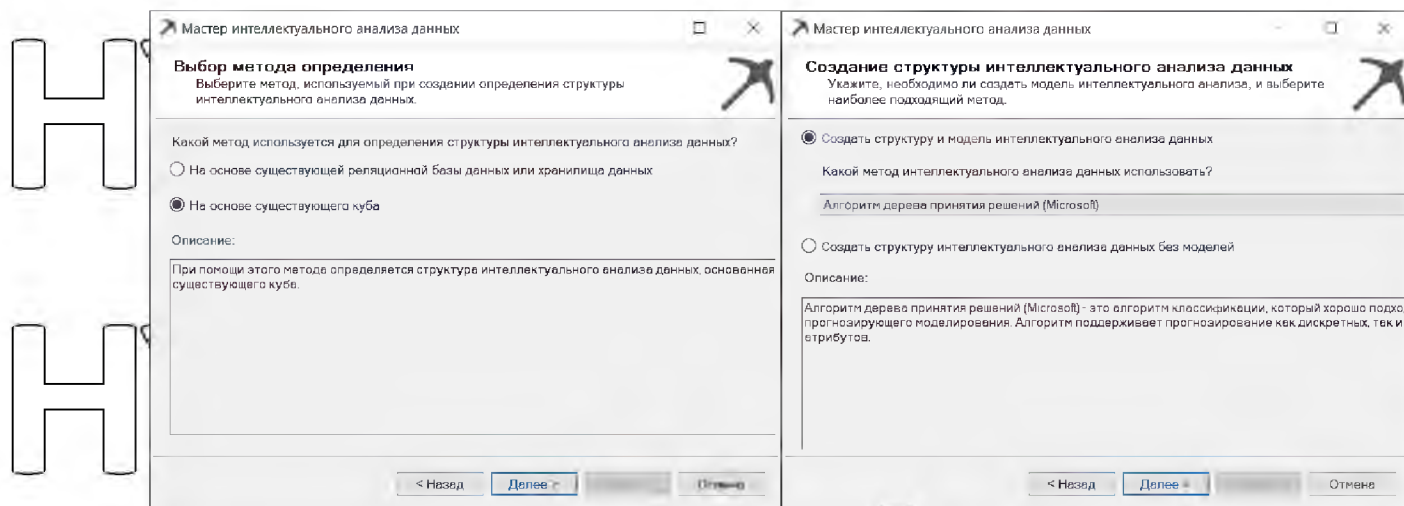 Н
Н
Мастер интеллектуального анализа данных
Выбор метода определения
Выберите метод, используемый при создании определения структуры
интеллектуального анализа данных.
Какой метод используется для определения структуры интеллектуального анализа данных?
На основе существующей реляционной базы данных или хранилища данных
На основе существующего куба
Описание:
При помощи этого метода определяется структура интеллектуального анализа данных, основанная
существующего куба.
< Назад Далее > Отмена
Мастер интеллектуального анализа данных
Создание структуры интеллектуального анализа данных
Укажите, необходимо ли создать модель интеллектуального анализа, и выберите
наиболее подходящий метод.
Создать структуру и модель интеллектуального анализа данных
Какой метод интеллектуального анализа данных использовать?
Алгоритм дерева принятия решений (Microsoft)
Создать структуру интеллектуального анализа данных без моделей
Описание:
Алгоритм дерева принятия решений (Microsoft) - это алгоритм классификации, который хорошо подхо
прогнозирующего моделирования. Алгоритм поддерживает прогнозирование как дискретных, так и
атрибутов.
< Назад Далее > Отмена